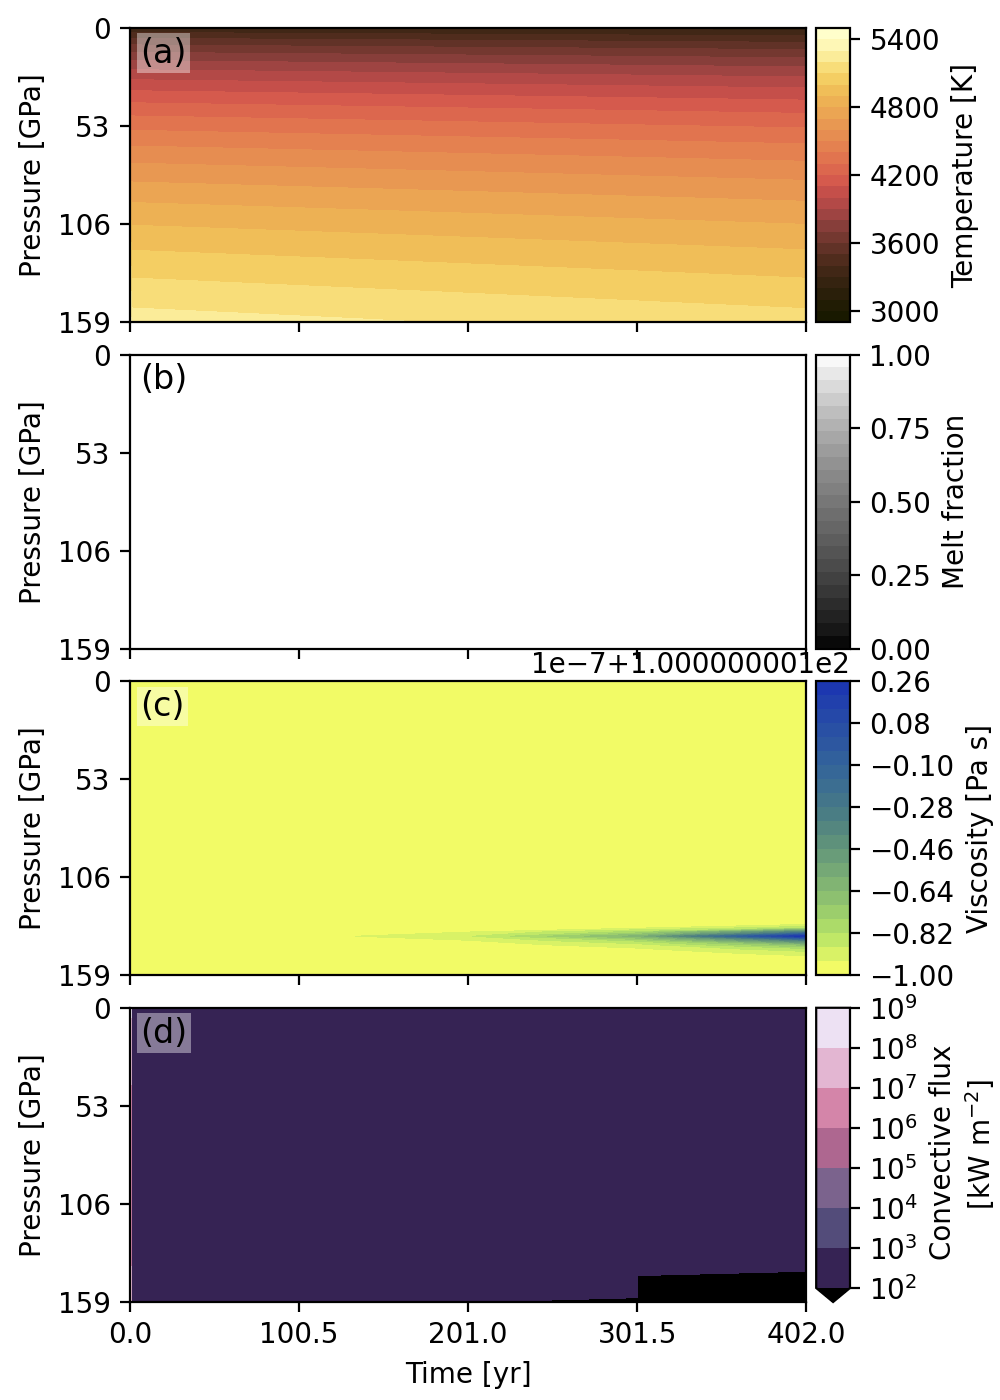 (a)
0
53
106
159
Pressure [GPa]
5400
4800
4200
3600
3000
Temperature [K]
(b)
0
53
106
159
Pressure [GPa]
1.00
0.75
0.50
0.25
0.00
Melt fraction
1e−7+1.0000000001e2
(c)
0
53
106
159
Pressure [GPa]
0.26
0.08
−0.10
−0.28
−0.46
−0.64
−0.82
−1.00
Viscosity [Pa s]
(d)
0
53
106
159
Pressure [GPa]
10⁹
10⁸
10⁷
10⁶
10⁵
10⁴
10³
10²
Convective flux
[kW m⁻²]
0.0 100.5 201.0 301.5 402.0
Time [yr]